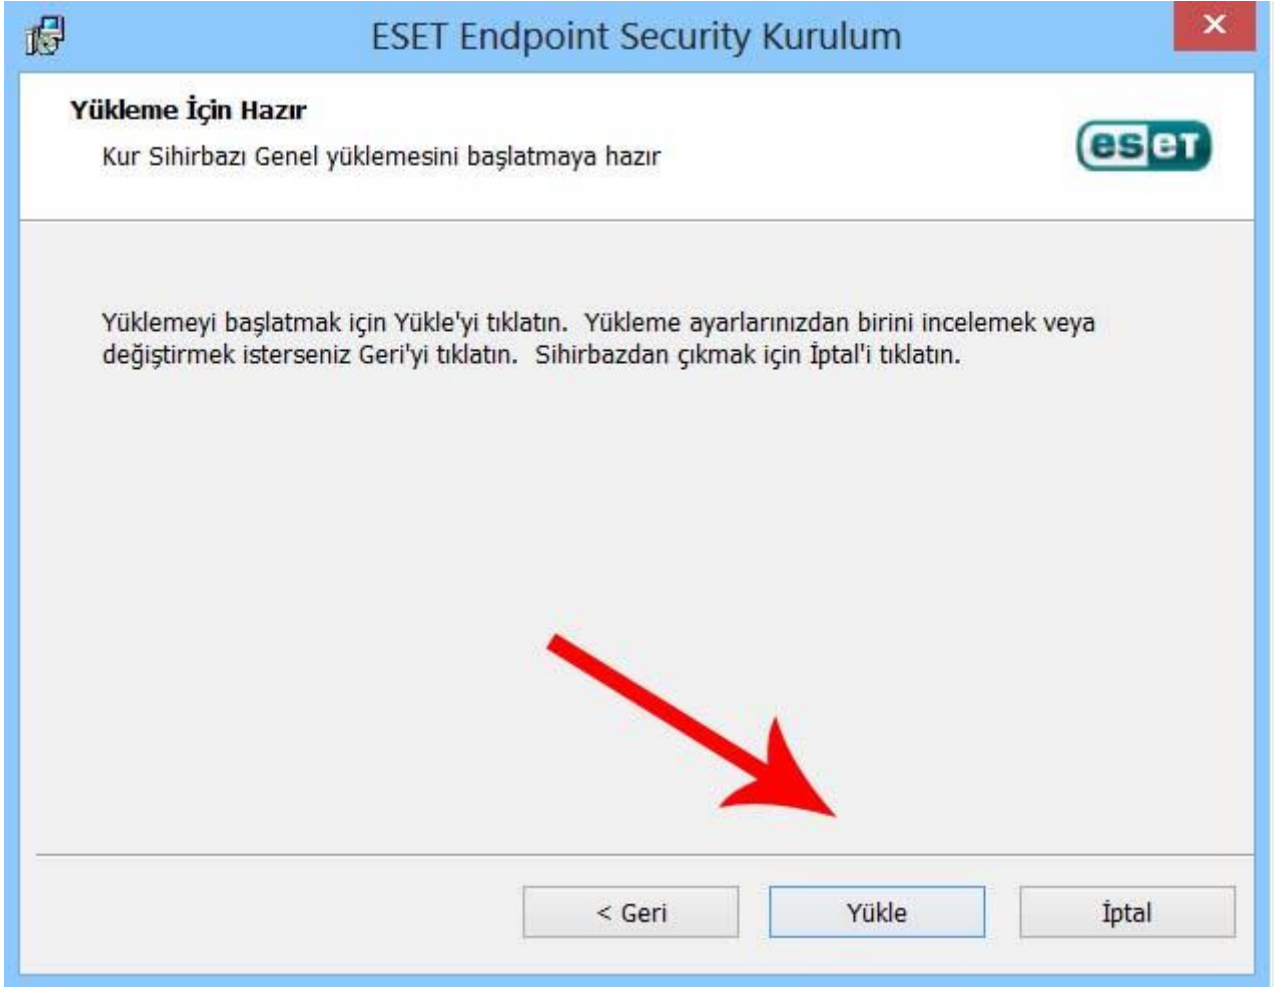 ESET Endpoint Security Kurulum
Yükleme İçin Hazır
Kur Sihirbazı Genel yüklemesini başlatmaya hazır
eseT
Yüklemeyi başlatmak için Yükle'yi tıklatın. Yükleme ayarlarınızdan birini incelemek veya
değiştirmek isterseniz Geri'yi tıklatın. Sihirbazdan çıkmak için İptal'i tıklatın.
< Geri
Yükle
İptal